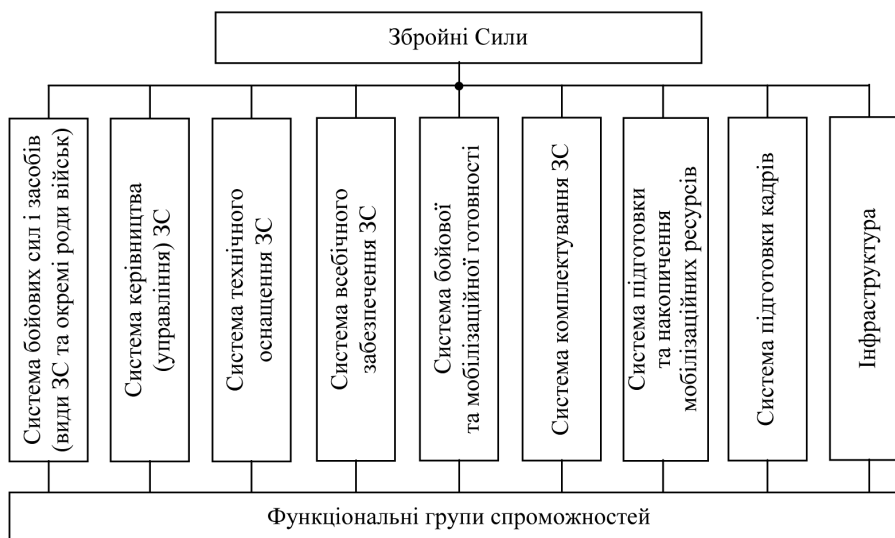 Збройні Сили
Система бойових сил і засобів
(види ЗС та окремі роди військ)
Система керівництва
(управління) ЗС
Система технічного
оснащення ЗС
Система всебічного
забезпечення ЗС
Система бойової
та мобілізаційної готовності
Система комплектування ЗС
Система підготовки
та накопичення
мобілізаційних ресурсів
Система підготовки кадрів
Інфраструктура
Функціональні групи спроможностей